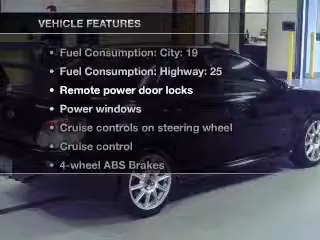 VEHICLE FEATURES
• Fuel Consumption: City: 19
• Fuel Consumption: Highway: 25
• Remote power door locks
• Power windows
• Cruise controls on steering wheel
• Cruise control
• 4-wheel ABS Brakes